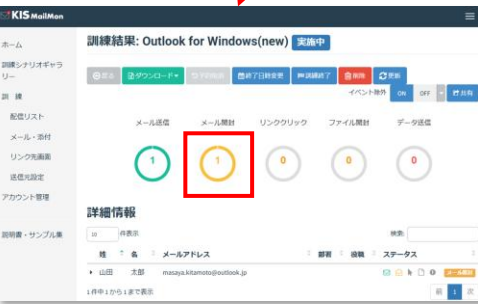 KIS MailMon
ホーム
訓練シナリオギャラリー
訓 練
配信リスト
メール・添付
リンク先画面
送信元設定
アカウント管理
説明書・サンプル集
訓練結果: Outlook for Windows(new) 実施中
ダウンロード
終了日時変更
訓練終了
削除
更新
イベント除外 ON OFF 共有
メール送信 メール開封 リンククリック ファイル開封 データ送信
1 1 0 0 0
詳細情報
10 件表示
検索:
姓 名 メールアドレス 部署 役職 ステータス
山田 太郎 masaya.kitamoto@outlook.jp メール開封
1 件中 1 から 1 まで表示
前 1 次